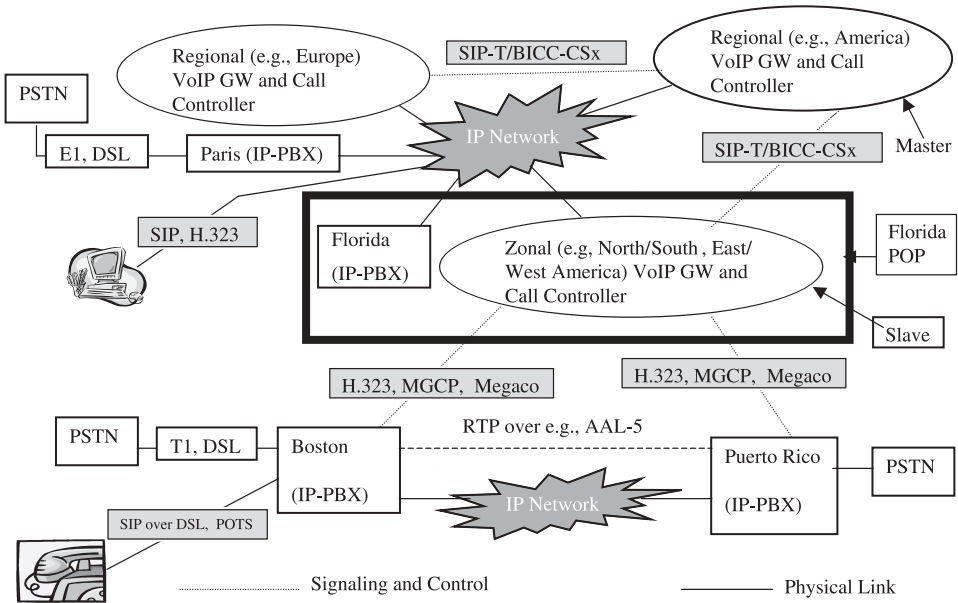 Regional (e.g., Europe)
VoIP GW and Call
Controller
SIP-T/BICC-CSx
Regional (e.g., America)
VoIP GW and Call
Controller
PSTN
IP Network
E1, DSL
Paris (IP-PBX)
SIP-T/BICC-CSx
Master
SIP, H.323
Florida
(IP-PBX)
Zonal (e.g, North/South , East/
West America) VoIP GW and
Call Controller
Florida
POP
Slave
H.323, MGCP, Megaco
H.323, MGCP, Megaco
RTP over e.g., AAL-5
PSTN
T1, DSL
Boston
(IP-PBX)
Puerto Rico
(IP-PBX)
PSTN
IP Network
SIP over DSL, POTS
Signaling and Control
Physical Link